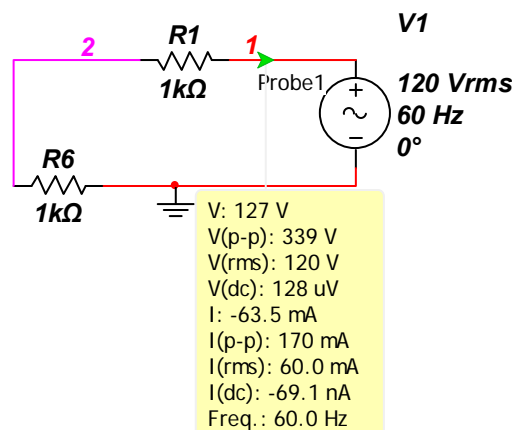 V1
2
R1
1
1kΩ
Probe1
+
120 Vrms
60 Hz
0°
R6
1kΩ
V: 127 V
V(p-p): 339 V
V(rms): 120 V
V(dc): 128 uV
I: -63.5 mA
I(p-p): 170 mA
I(rms): 60.0 mA
I(dc): -69.1 nA
Freq.: 60.0 Hz